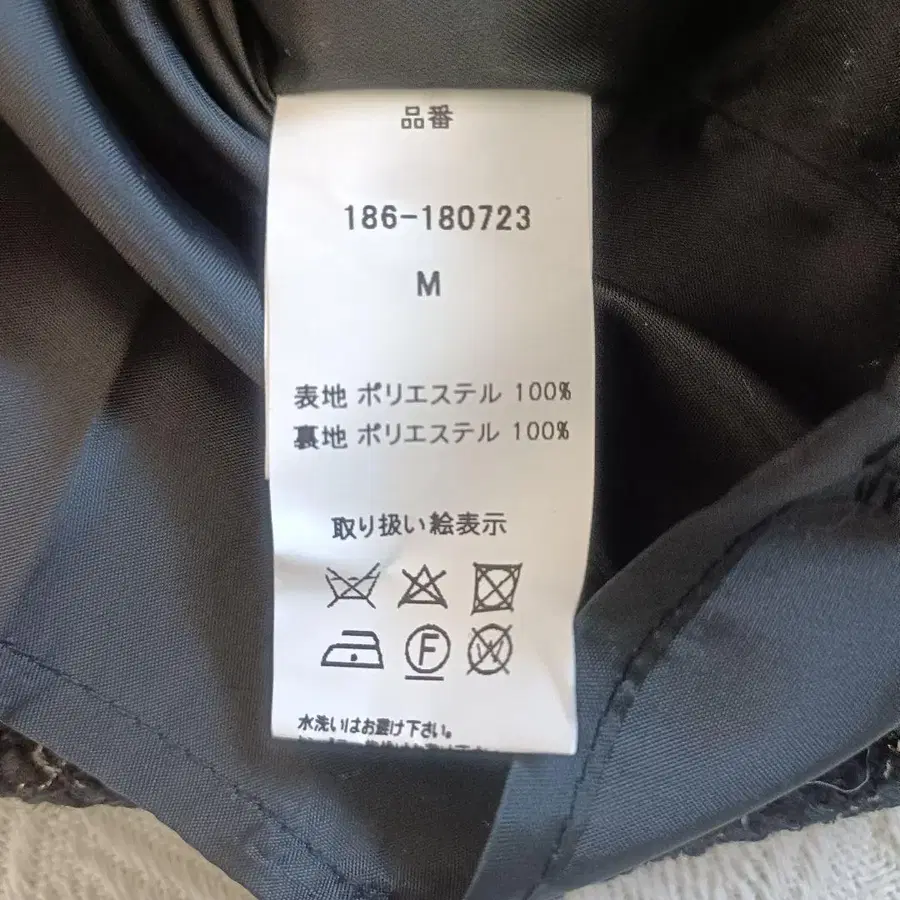 品番
186-180723
M
表地 ポリエステル 100%
裏地 ポリエステル 100%
取り扱い絵表示
F
W
水洗いはお避け下さい。